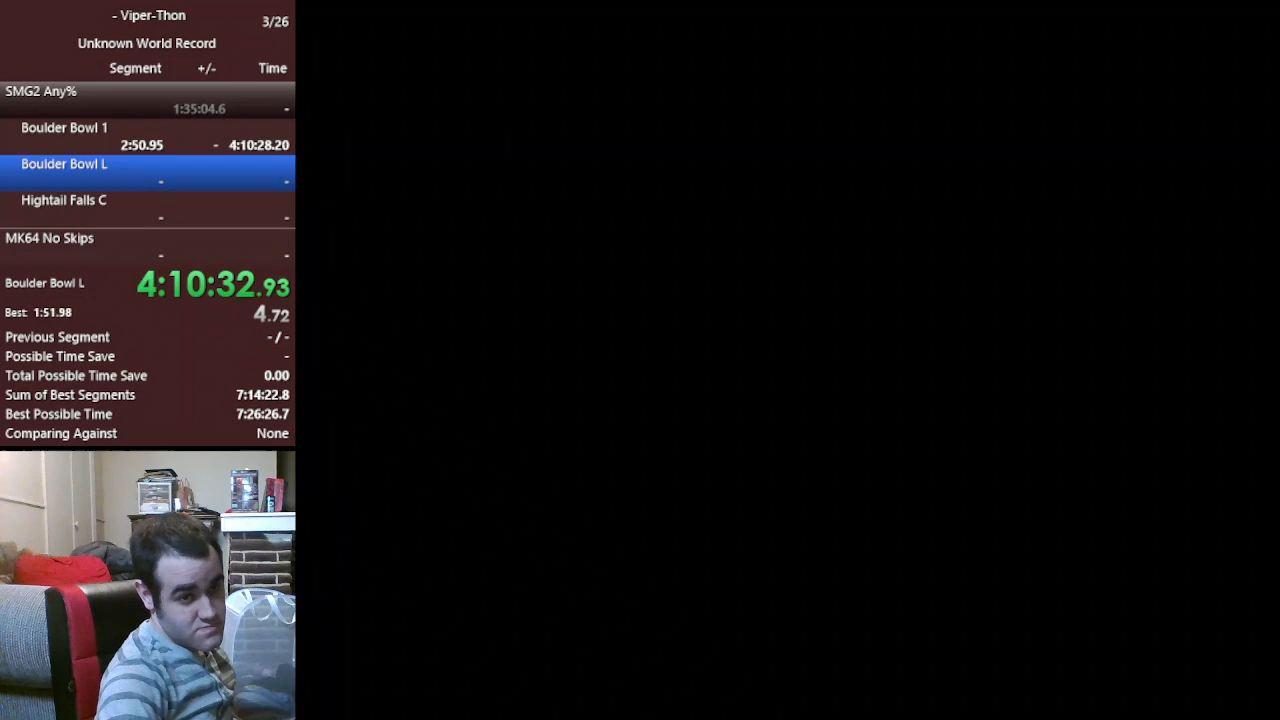 - Viper-Thon
3/26
Unknown World Record
Segment +/- Time
SMG2 Any%
1:35:04.6 -
Boulder Bowl 1
2:50.95 - 4:10:28.20
Boulder Bowl L
- -
Hightail Falls C
- -
MK64 No Skips
- -
Boulder Bowl L 4:10:32.93
Best: 1:51.98 4.72
Previous Segment - / -
Possible Time Save -
Total Possible Time Save 0.00
Sum of Best Segments 7:14:22.8
Best Possible Time 7:26:26.7
Comparing Against None